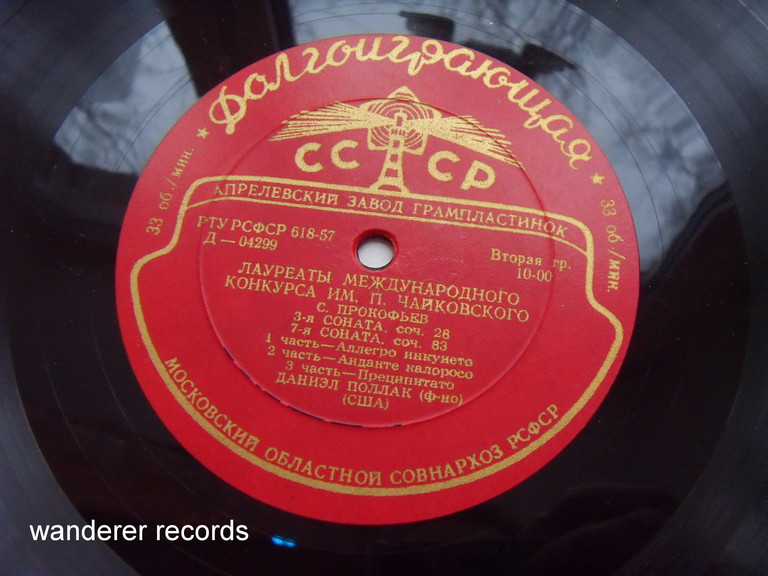 Долгоиграющая
★ 33 об./мин.
★ 33 об./мин.
СССР
АПРЕЛЕВСКИЙ ЗАВОД ГРАМПЛАСТИНОК
РТУ РСФСР 618-57
Д — 04299
Вторая гр.
10-00
ЛАУРЕАТЫ МЕЖДУНАРОДНОГО
КОНКУРСА ИМ. П. ЧАЙКОВСКОГО
С. ПРОКОФЬЕВ
3-я СОНАТА, соч. 28
7-я СОНАТА, соч. 83
1 часть—Аллегро инкуието
2 часть—Анданте калоросо
3 часть—Преципитато
ДАНИЭЛ ПОЛЛАК (ф-но)
(США)
МОСКОВСКИЙ ОБЛАСТНОЙ СОВНАРХОЗ РСФСР
wanderer records